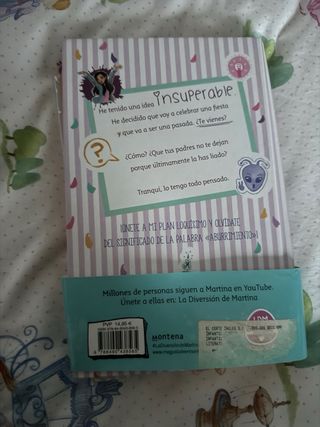 He tenido una idea insuperable.
He decidido que voy a celebrar una fiesta
y que va a ser una pasada. ¿Te vienes?
?
¿Cómo? ¿Que tus padres no te dejan
porque últimamente la has liado?
Tranqui, lo tengo todo pensado.
¡ÚNETE A MI PLAN LOQUÍSIMO Y OLVÍDATE
DEL SIGNIFICADO DE LA PALABRA «ABURRIMIENTO»!
Millones de personas siguen a Martina en YouTube.
Únete a ellas en: La Diversión de Martina
PVP. 14,95 €
montena
EL CORTE INGLES S.A